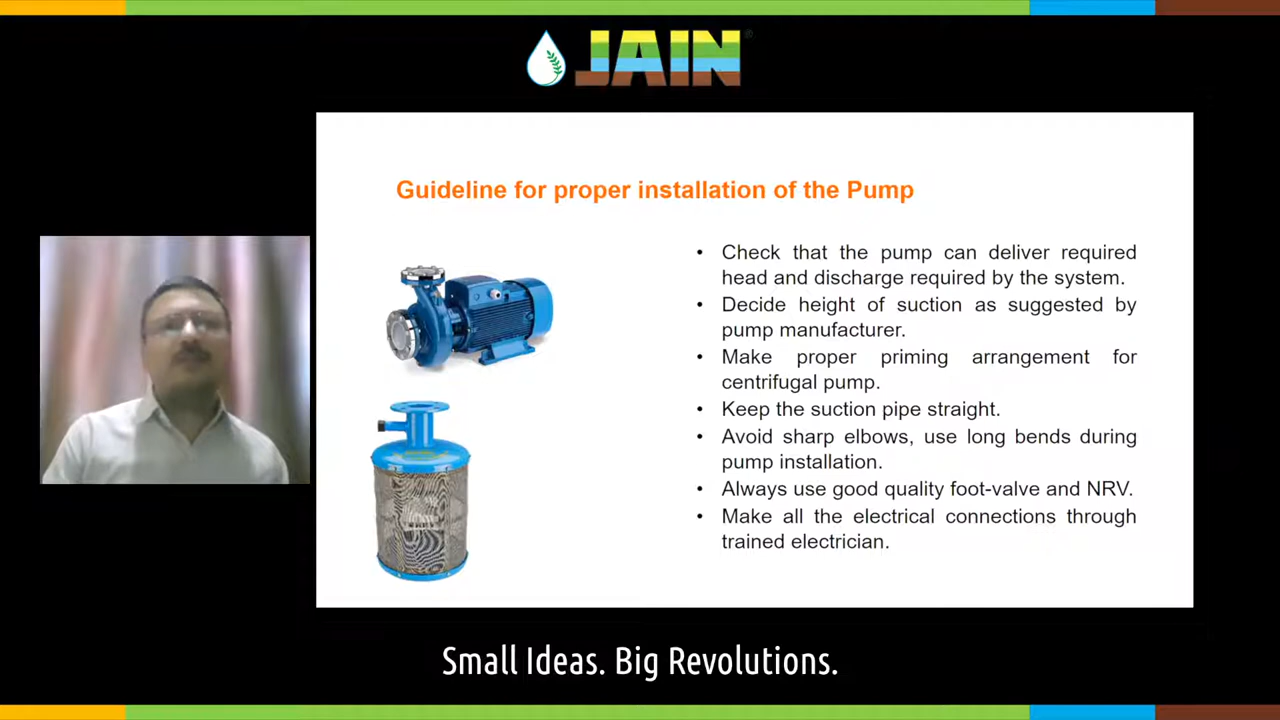 JAIN
Guideline for proper installation of the Pump
• Check that the pump can deliver required
head and discharge required by the system.
• Decide height of suction as suggested by
pump manufacturer.
• Make proper priming arrangement for
centrifugal pump.
• Keep the suction pipe straight.
• Avoid sharp elbows, use long bends during
pump installation.
• Always use good quality foot-valve and NRV.
• Make all the electrical connections through
trained electrician.
Small Ideas. Big Revolutions.